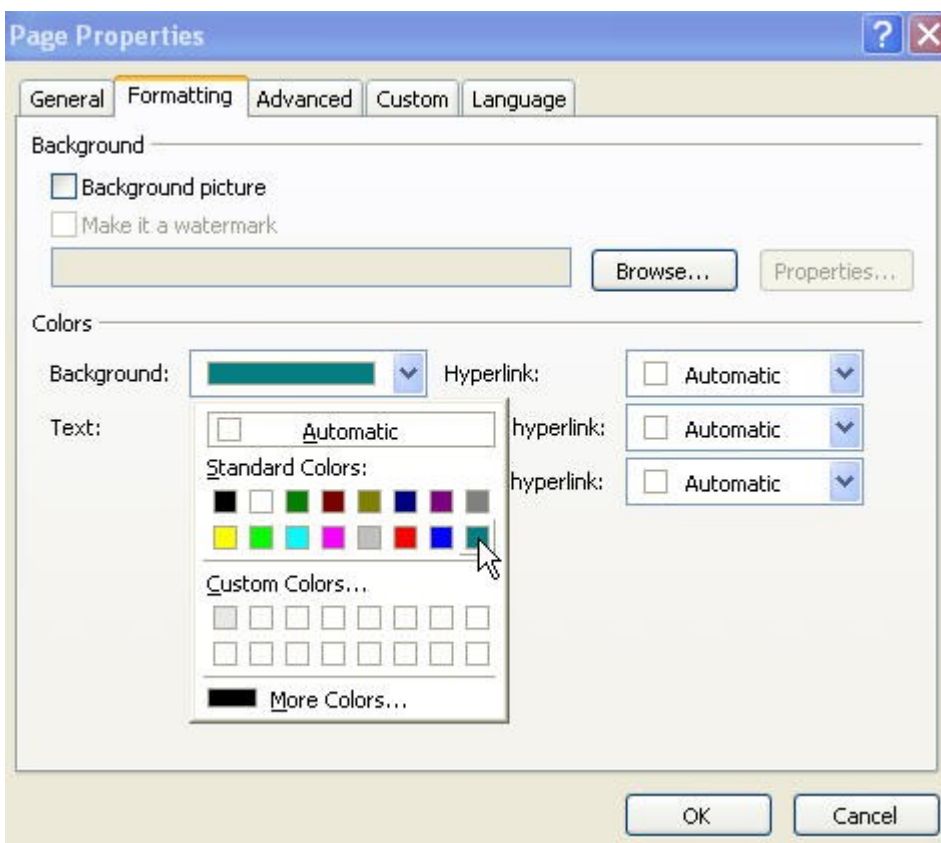 Page Properties
General Formatting Advanced Custom Language
Background
Background picture
Make it a watermark
Browse... Properties...
Colors
Background: Hyperlink: Automatic
Text: hyperlink: Automatic
hyperlink: Automatic
Automatic
Standard Colors:
Custom Colors...
More Colors...
OK Cancel